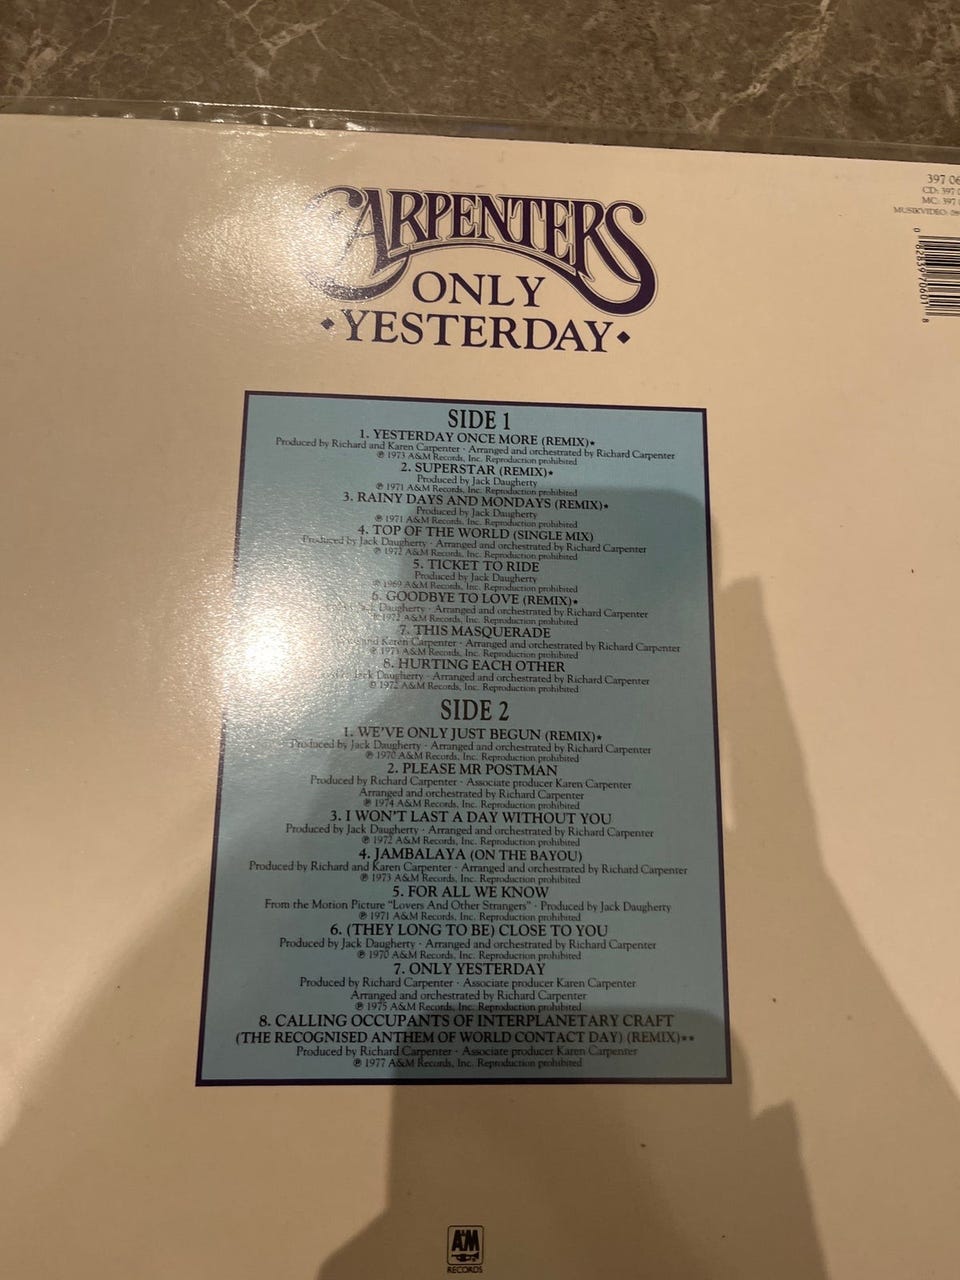 CARPENTERS
ONLY
YESTERDAY
397 06
CD: 397 0
MC: 397
MUSIKVIDEO: 08
0 82839 70601 8
SIDE 1
1. YESTERDAY ONCE MORE (REMIX)★
Produced by Richard and Karen Carpenter · Arranged and orchestrated by Richard Carpenter
℗ 1973 A&M Records, Inc. Reproduction prohibited
2. SUPERSTAR (REMIX)★
Produced by Jack Daugherty
℗ 1971 A&M Records, Inc. Reproduction prohibited
3. RAINY DAYS AND MONDAYS (REMIX)★
Produced by Jack Daugherty
℗ 1971 A&M Records, Inc. Reproduction prohibited
4. TOP OF THE WORLD (SINGLE MIX)
Produced by Jack Daugherty · Arranged and orchestrated by Richard Carpenter
℗ 1972 A&M Records, Inc. Reproduction prohibited
5. TICKET TO RIDE
Produced by Jack Daugherty
℗ 1969 A&M Records, Inc. Reproduction prohibited
6. GOODBYE TO LOVE (REMIX)★
Jack Daugherty · Arranged and orchestrated by Richard Carpenter
℗ 1972 A&M Records, Inc. Reproduction prohibited
7. THIS MASQUERADE
and Karen Carpenter · Arranged and orchestrated by Richard Carpenter
℗ 1973 A&M Records, Inc. Reproduction prohibited
8. HURTING EACH OTHER
Jack Daugherty · Arranged and orchestrated by Richard Carpenter
℗ 1972 A&M Records, Inc. Reproduction prohibited
SIDE 2
1. WE'VE ONLY JUST BEGUN (REMIX)★
Produced by Jack Daugherty · Arranged and orchestrated by Richard Carpenter
℗ 1970 A&M Records, Inc. Reproduction prohibited
2. PLEASE MR POSTMAN
Produced by Richard Carpenter · Associate producer Karen Carpenter
Arranged and orchestrated by Richard Carpenter
℗ 1974 A&M Records, Inc. Reproduction prohibited
3. I WON'T LAST A DAY WITHOUT YOU
Produced by Jack Daugherty · Arranged and orchestrated by Richard Carpenter
℗ 1972 A&M Records, Inc. Reproduction prohibited
4. JAMBALAYA (ON THE BAYOU)
Produced by Richard and Karen Carpenter · Arranged and orchestrated by Richard Carpenter
℗ 1973 A&M Records, Inc. Reproduction prohibited
5. FOR ALL WE KNOW
From the Motion Picture "Lovers And Other Strangers" · Produced by Jack Daugherty
℗ 1971 A&M Records, Inc. Reproduction prohibited
6. (THEY LONG TO BE) CLOSE TO YOU
Produced by Jack Daugherty · Arranged and orchestrated by Richard Carpenter
℗ 1970 A&M Records, Inc. Reproduction prohibited
7. ONLY YESTERDAY
Produced by Richard Carpenter · Associate producer Karen Carpenter
Arranged and orchestrated by Richard Carpenter
℗ 1975 A&M Records, Inc. Reproduction prohibited
8. CALLING OCCUPANTS OF INTERPLANETARY CRAFT
(THE RECOGNISED ANTHEM OF WORLD CONTACT DAY) (REMIX)★★
Produced by Richard Carpenter · Associate producer Karen Carpenter
℗ 1977 A&M Records, Inc. Reproduction prohibited
A&M
RECORDS